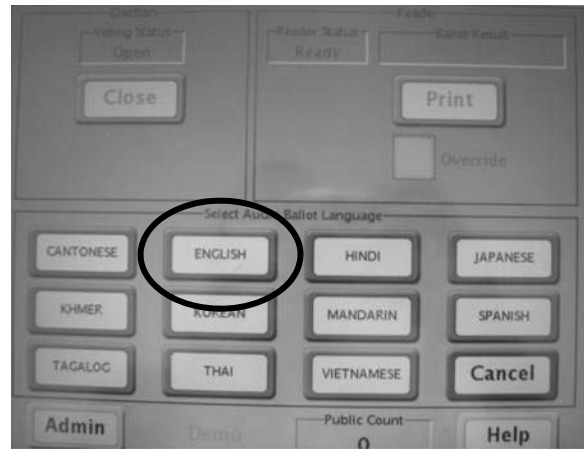 Election
Reader
Voting Status
Reader Status
Ballot Result
Open
Ready
Close
Print
Override
Select Audio Ballot Language
CANTONESE
ENGLISH
HINDI
JAPANESE
KHMER
KOREAN
MANDARIN
SPANISH
TAGALOG
THAI
VIETNAMESE
Cancel
Admin
Demo
Public Count
0
Help